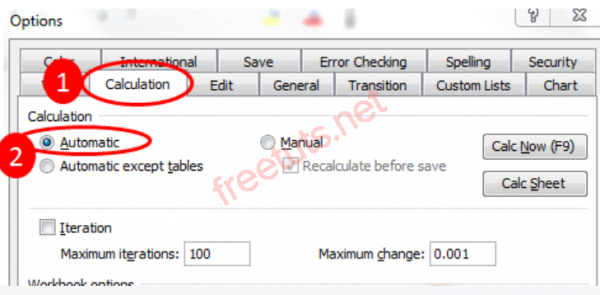 Options
Color International Save Error Checking Spelling Security
1 Calculation Edit General Transition Custom Lists Chart
Calculation
2 Automatic Manual Calc Now (F9)
Automatic except tables Recalculate before save Calc Sheet
freetuts.net
Iteration
Maximum iterations: 100 Maximum change: 0.001
Workbook options